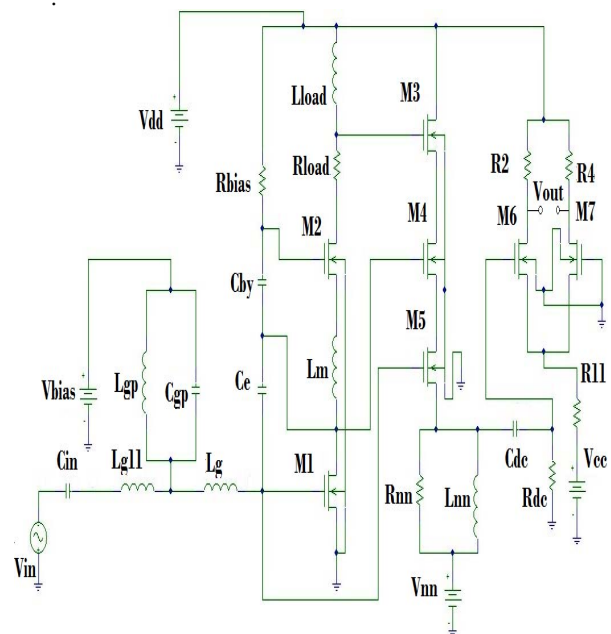 Vdd
Lload
M3
Rbias
Rload
R2
R4
Vout
M2
M4
M6
M7
Cby
M5
Lgp
Cgp
Ce
Lm
R11
Vbias
Cin
Lg11
Lg
M1
Cdc
Vcc
Rnn
Lnn
Rdc
Vin
Vnn